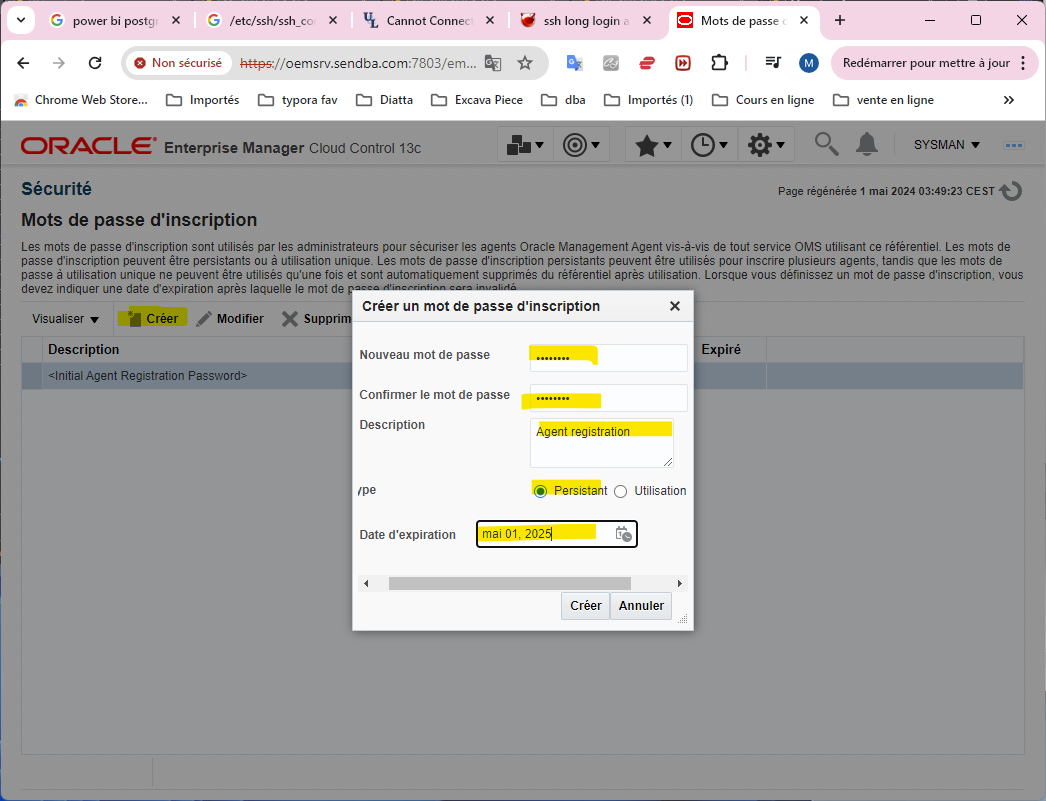 power bi postgr
/etc/ssh/ssh_co
Cannot Connect
ssh long login a
Mots de passe d
Non sécurisé
https://oemsrv.sendba.com:7803/em...
M
Redémarrer pour mettre à jour
Chrome Web Store...
Importés
typora fav
Diatta
Excava Piece
dba
Importés (1)
Cours en ligne
vente en ligne
ORACLE Enterprise Manager Cloud Control 13c
SYSMAN
Sécurité
Page régénérée 1 mai 2024 03:49:23 CEST
Mots de passe d'inscription
Les mots de passe d'inscription sont utilisés par les administrateurs pour sécuriser les agents Oracle Management Agent vis-à-vis de tout service OMS utilisant ce référentiel. Les mots de
passe d'inscription peuvent être persistants ou à utilisation unique. Les mots de passe d'inscription persistants peuvent être utilisés pour inscrire plusieurs agents, tandis que les mots de
passe à utilisation unique ne peuvent être utilisés qu'une fois et sont automatiquement supprimés du référentiel après utilisation. Lorsque vous définissez un mot de passe d'inscription, vous
devez indiquer une date d'expiration après laquelle le mot de passe d'inscription sera invalidé.
Visualiser
Créer
Modifier
Supprim
Description
Expiré
<Initial Agent Registration Password>
Créer un mot de passe d'inscription
Nouveau mot de passe ••••••••
Confirmer le mot de passe ••••••••
Description
Agent registration
ype
Persistant
Utilisation
Date d'expiration mai 01, 2025
Créer
Annuler